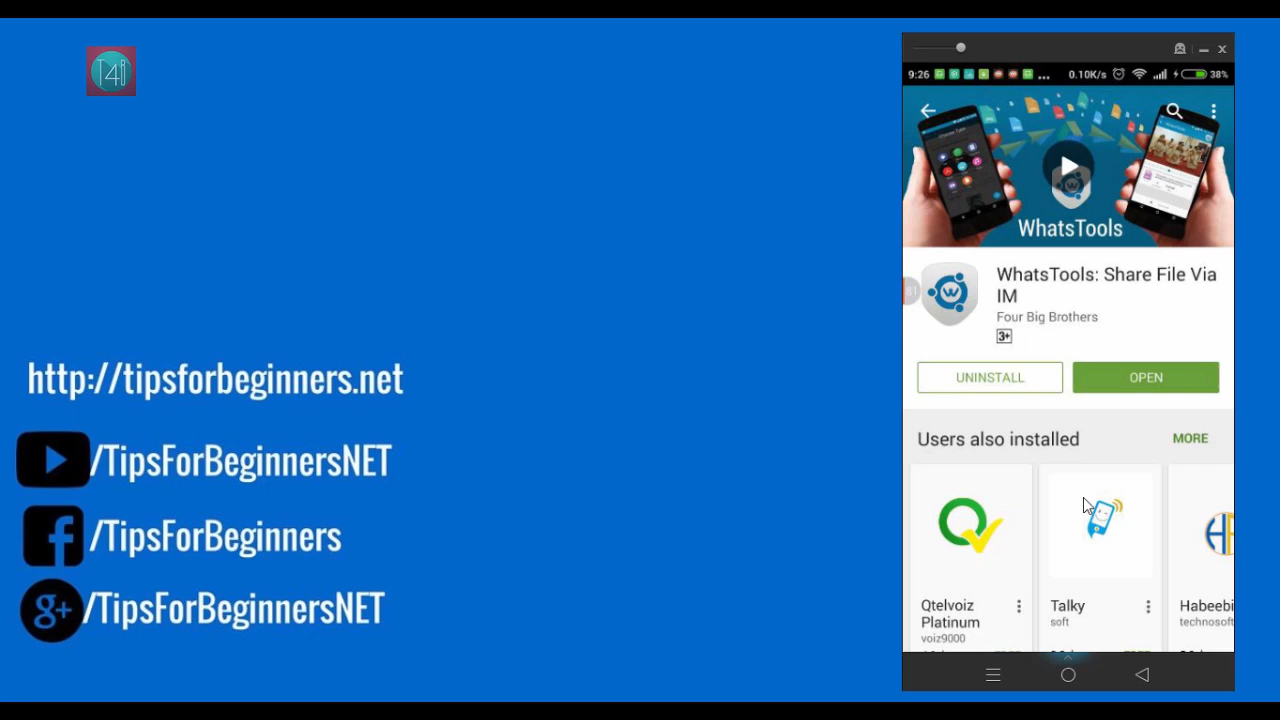 T4i
http://tipsforbeginners.net
/TipsForBeginnersNET
/TipsForBeginners
g+/TipsForBeginnersNET
9:26 ... 0.10K/s 38%
WhatsTools
WhatsTools: Share File Via
IM
Four Big Brothers
3+
UNINSTALL OPEN
Users also installed MORE
Qtelvoiz
Platinum
voiz9000
Talky
soft
Habeebi
technosoft